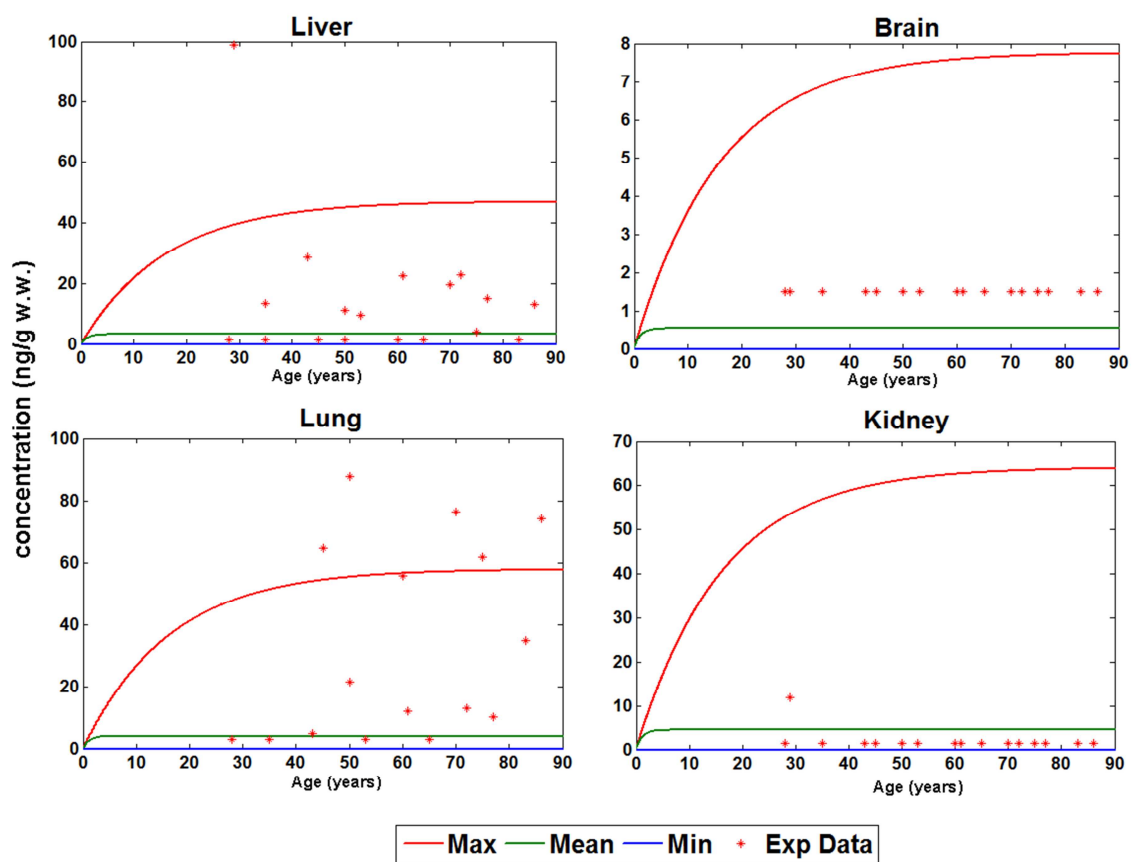 Liver
100
80
60
40
20
0
0 10 20 30 40 50 60 70 80 90
Age (years)
Brain
8
7
6
5
4
3
2
1
0
0 10 20 30 40 50 60 70 80 90
Age (years)
concentration (ng/g w.w.)
Lung
100
80
60
40
20
0
0 10 20 30 40 50 60 70 80 90
Age (years)
Kidney
70
60
50
40
30
20
10
0
0 10 20 30 40 50 60 70 80 90
Age (years)
Max Mean Min Exp Data